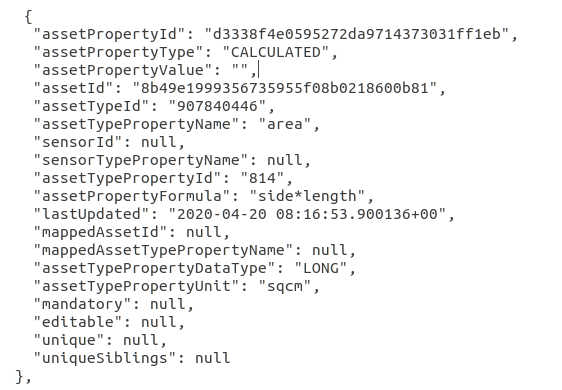 {
"assetPropertyId": "d3338f4e0595272da9714373031ff1eb",
"assetPropertyType": "CALCULATED",
"assetPropertyValue": "",
"assetId": "8b49e1999356735955f08b0218600b81",
"assetTypeId": "907840446",
"assetTypePropertyName": "area",
"sensorId": null,
"sensorTypePropertyName": null,
"assetTypePropertyId": "814",
"assetPropertyFormula": "side*length",
"lastUpdated": "2020-04-20 08:16:53.900136+00",
"mappedAssetId": null,
"mappedAssetTypePropertyName": null,
"assetTypePropertyDataType": "LONG",
"assetTypePropertyUnit": "sqcm",
"mandatory": null,
"editable": null,
"unique": null,
"uniqueSiblings": null
},